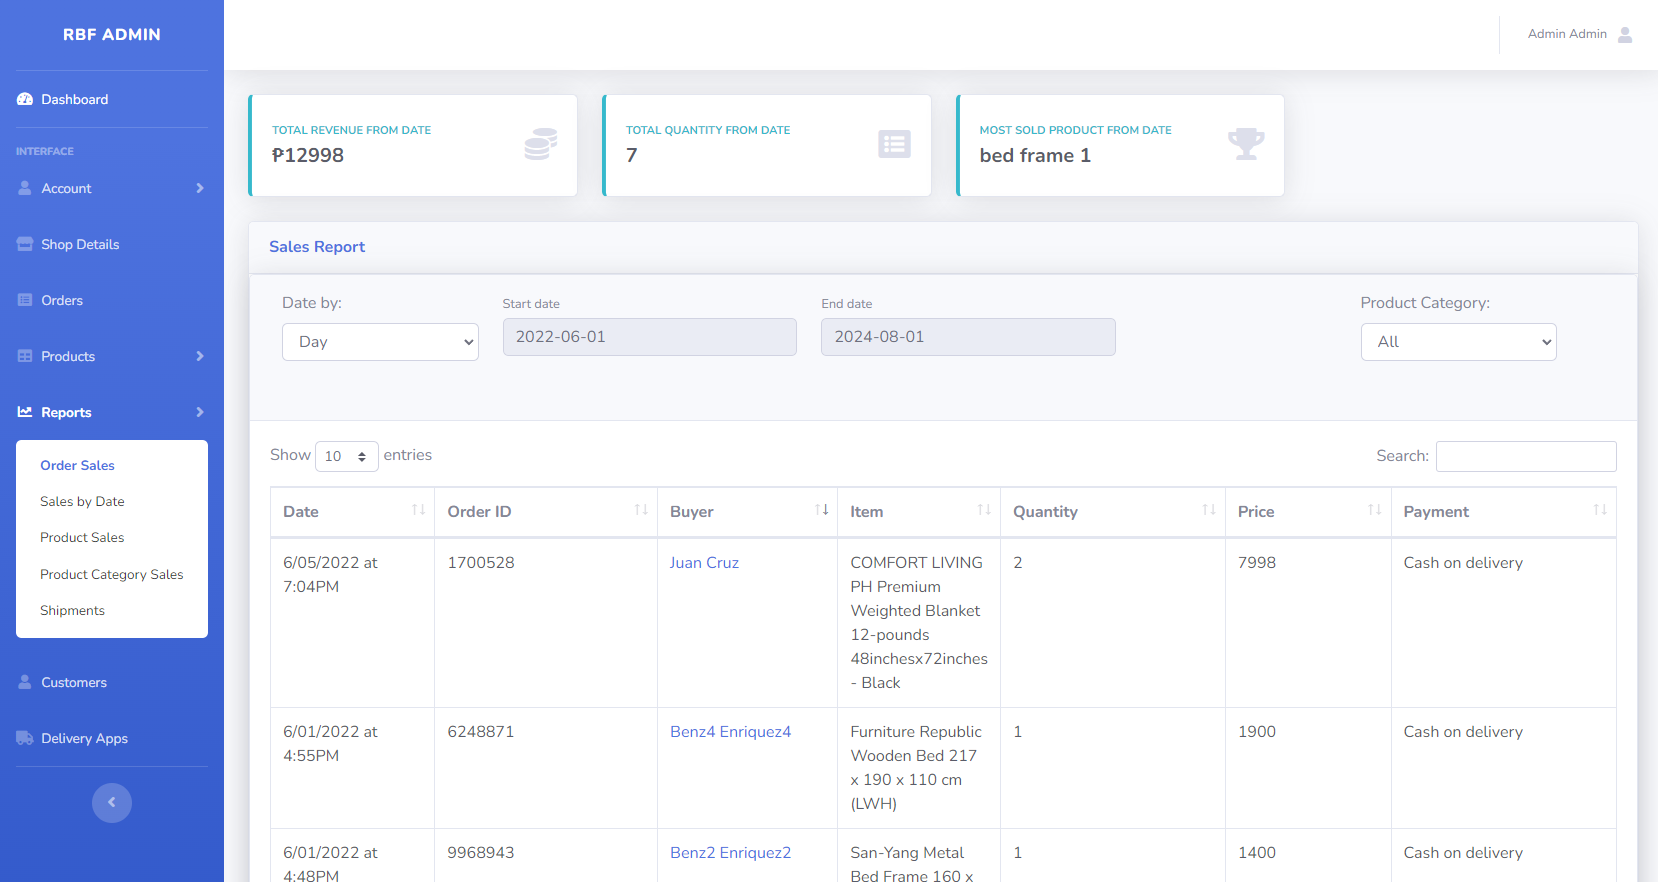 RBF ADMIN
Admin Admin
Dashboard
INTERFACE
Account
Shop Details
Orders
Products
Reports
Order Sales
Sales by Date
Product Sales
Product Category Sales
Shipments
Customers
Delivery Apps
TOTAL REVENUE FROM DATE
₱12998
TOTAL QUANTITY FROM DATE
7
MOST SOLD PRODUCT FROM DATE
bed frame 1
Sales Report
Date by:
Day
Start date
2022-06-01
End date
2024-08-01
Product Category:
All
Show 10 entries
Search:
Date Order ID Buyer Item Quantity Price Payment
6/05/2022 at
7:04PM
1700528
Juan Cruz
COMFORT LIVING
PH Premium
Weighted Blanket
12-pounds
48inchesx72inches
- Black
2
7998
Cash on delivery
6/01/2022 at
4:55PM
6248871
Benz4 Enriquez4
Furniture Republic
Wooden Bed 217
x 190 x 110 cm
(LWH)
1
1900
Cash on delivery
6/01/2022 at
4:48PM
9968943
Benz2 Enriquez2
San-Yang Metal
Bed Frame 160 x
1
1400
Cash on delivery